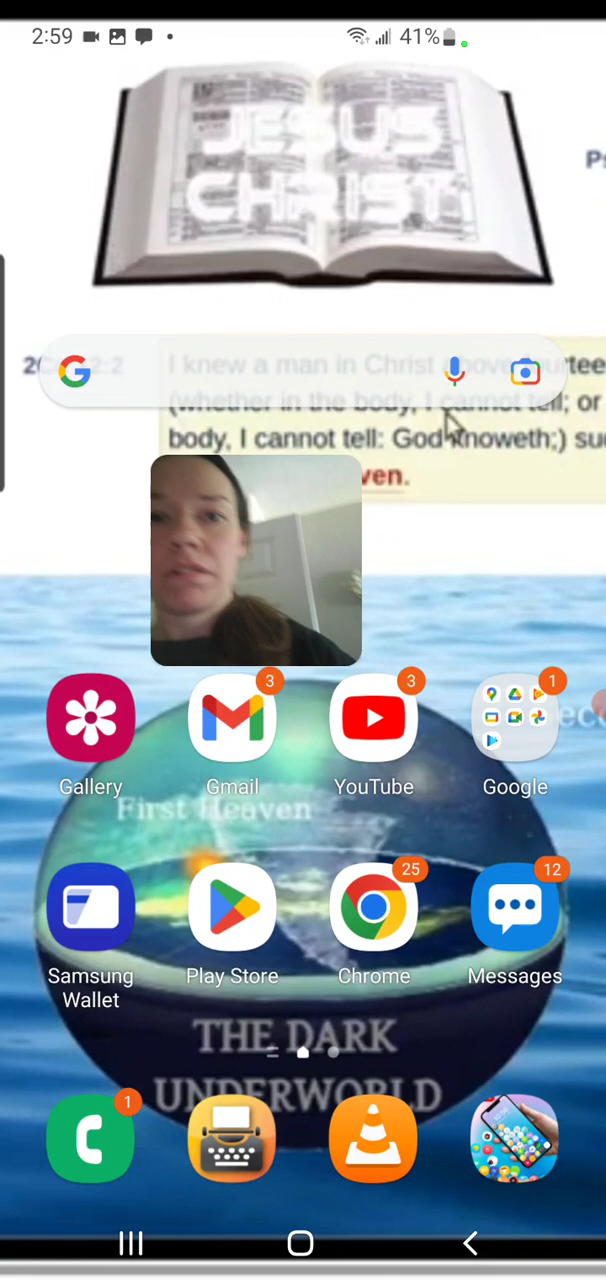 2:59
41%
JESUS
CHRIST
I knew a man in Christ above
(whether in the body, I cannot tell; or
body, I cannot tell: God knoweth;)
ven.
3
3
1
Gallery
Gmail
YouTube
Google
First Heaven
25
12
Samsung
Wallet
Play Store
Chrome
Messages
THE DARK
UNDERWORLD
1